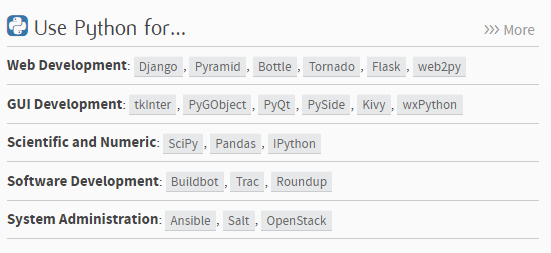 Use Python for...
>>> More
Web Development: Django , Pyramid , Bottle , Tornado , Flask , web2py
GUI Development: tkInter , PyGObject , PyQt , PySide , Kivy , wxPython
Scientific and Numeric: SciPy , Pandas , IPython
Software Development: Buildbot , Trac , Roundup
System Administration: Ansible , Salt , OpenStack